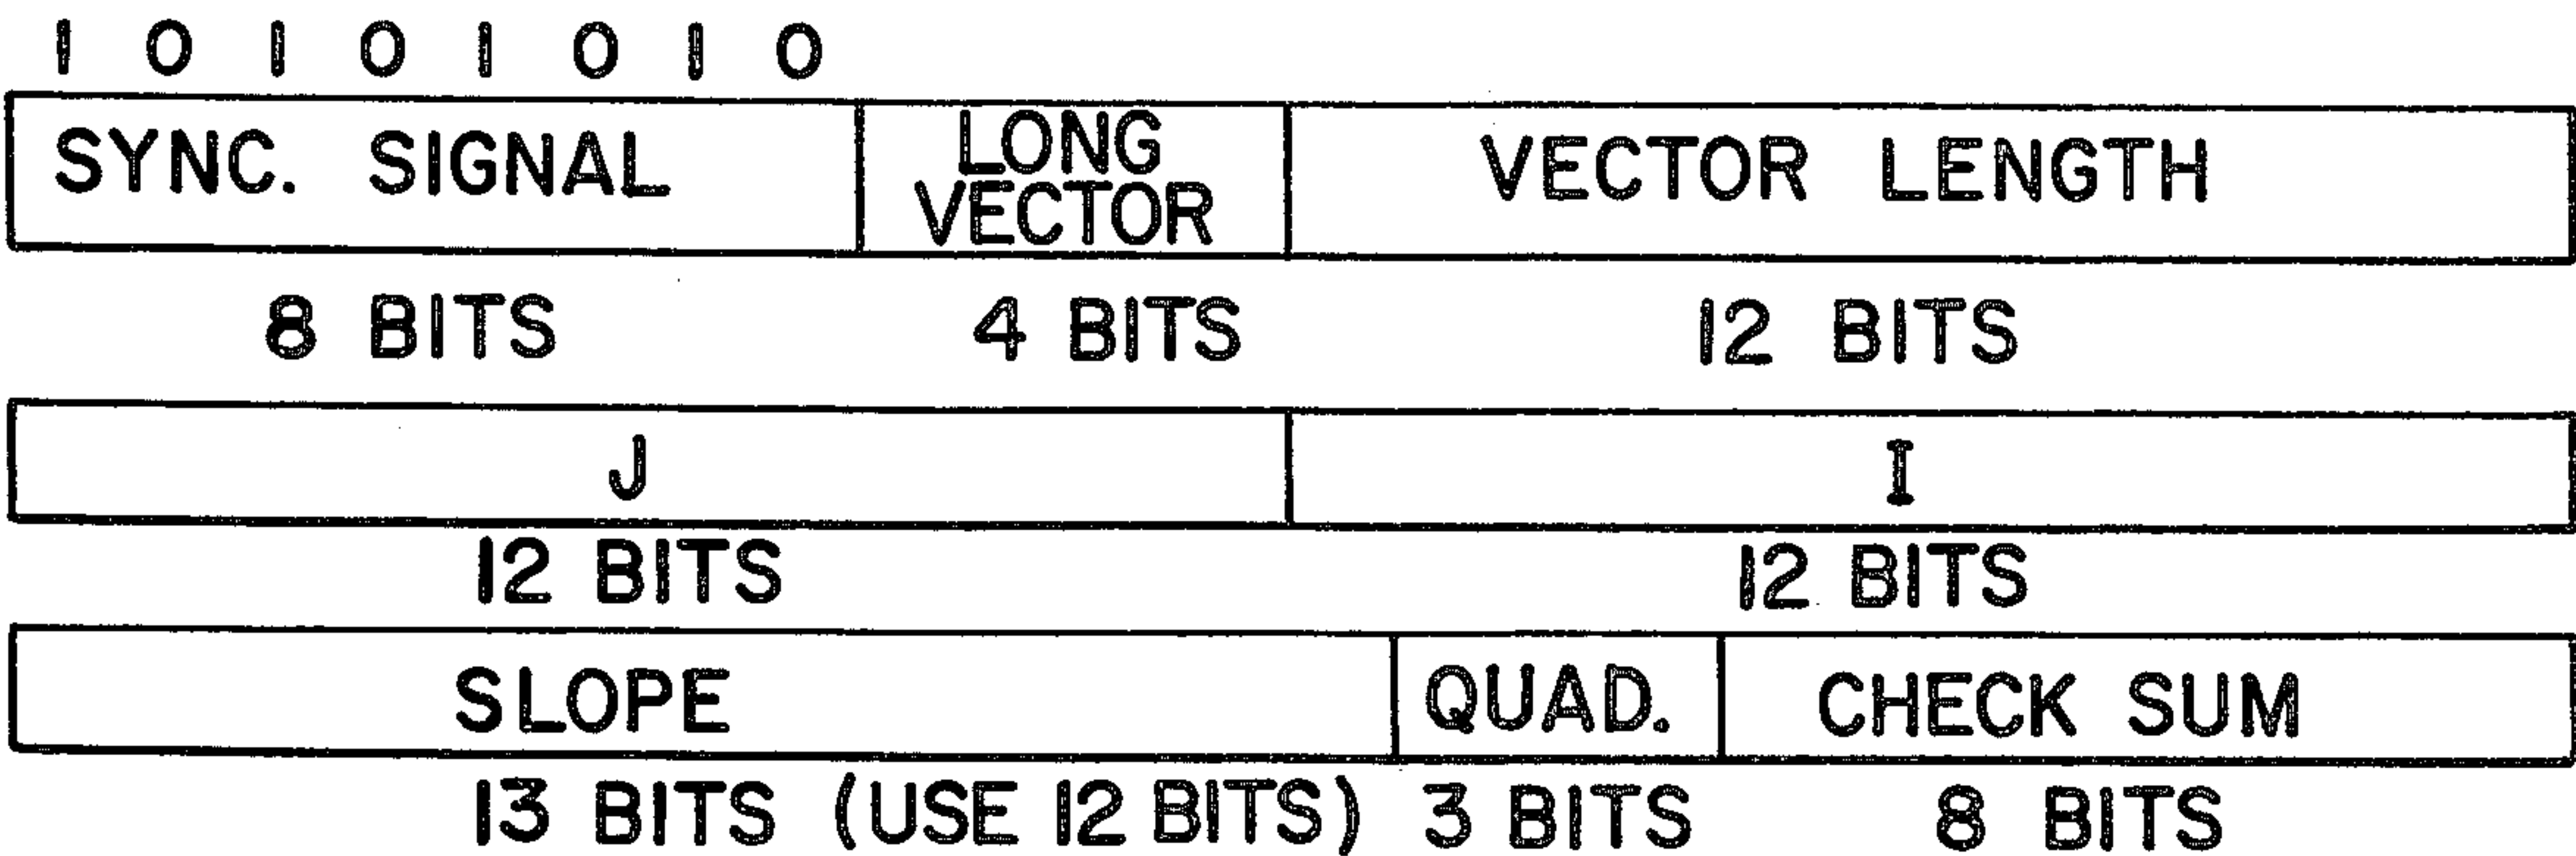 1 0 1 0 1 0 1 0
SYNC. SIGNAL
LONG
VECTOR
VECTOR LENGTH
8 BITS
4 BITS
12 BITS
J
I
12 BITS
12 BITS
SLOPE
QUAD.
CHECK SUM
13 BITS (USE 12 BITS)
3 BITS
8 BITS